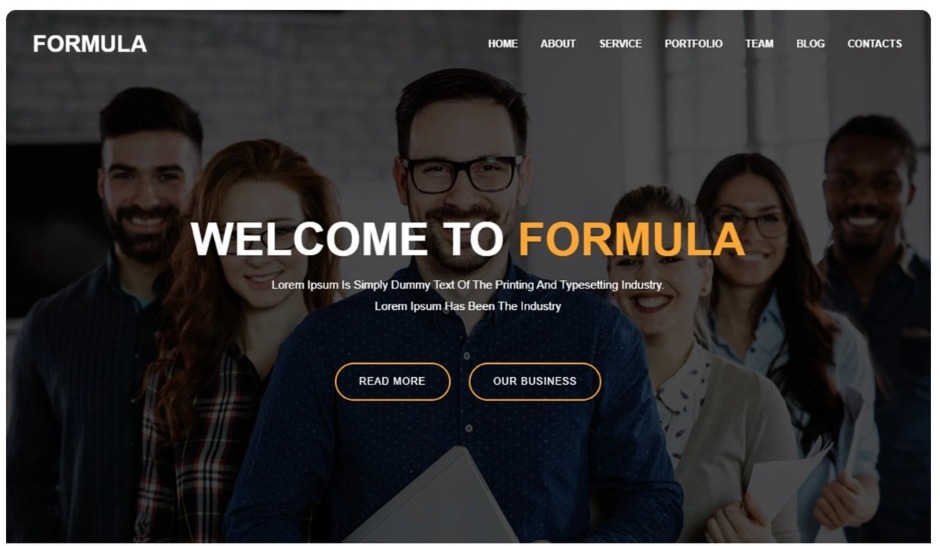 FORMULA
HOME ABOUT SERVICE PORTFOLIO TEAM BLOG CONTACTS
WELCOME TO FORMULA
Lorem Ipsum Is Simply Dummy Text Of The Printing And Typesetting Industry.
Lorem Ipsum Has Been The Industry
READ MORE OUR BUSINESS